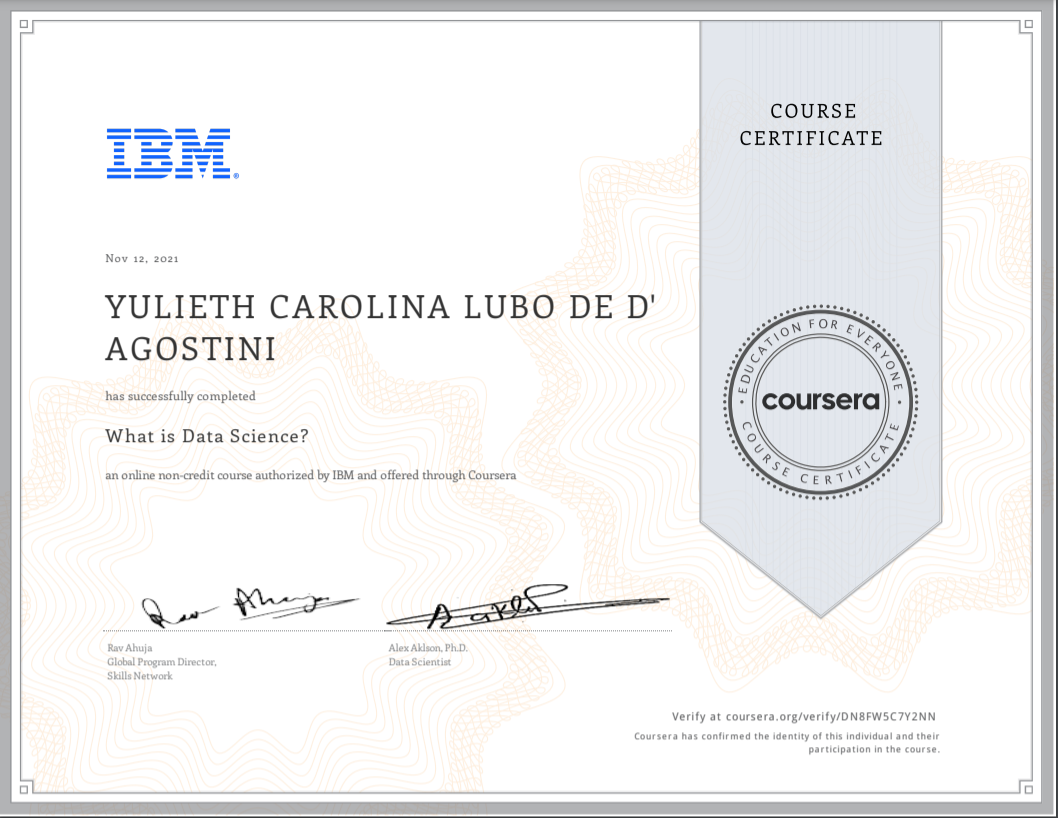 COURSE
CERTIFICATE
IBM®
Nov 12, 2021
YULIETH CAROLINA LUBO DE D'
AGOSTINI
has successfully completed
What is Data Science?
an online non-credit course authorized by IBM and offered through Coursera
EDUCATION FOR EVERYONE
coursera
COURSE CERTIFICATE
Rav Ahuja
Global Program Director,
Skills Network
Alex Aklson, Ph.D.
Data Scientist
Verify at coursera.org/verify/DN8FW5C7Y2NN
Coursera has confirmed the identity of this individual and their
participation in the course.